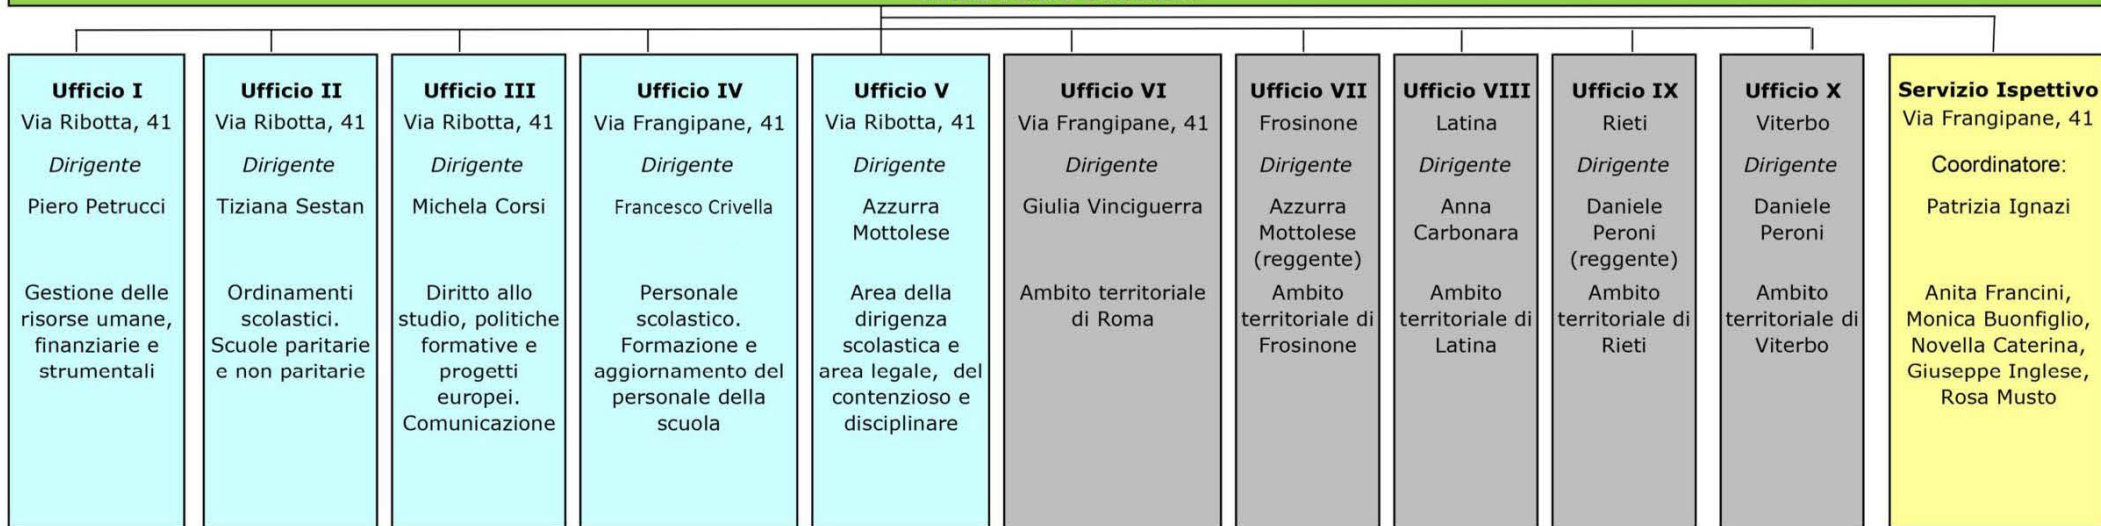 Ufficio I
Via Ribotta, 41
Dirigente
Piero Petrucci
Gestione delle
risorse umane,
finanziarie e
strumentali
Ufficio II
Via Ribotta, 41
Dirigente
Tiziana Sestan
Ordinamenti
scolastici.
Scuole paritarie
e non paritarie
Ufficio III
Via Ribotta, 41
Dirigente
Michela Corsi
Diritto allo
studio, politiche
formative e
progetti
europei.
Comunicazione
Ufficio IV
Via Frangipane, 41
Dirigente
Francesco Crivella
Personale
scolastico.
Formazione e
aggiornamento del
personale della
scuola
Ufficio V
Via Ribotta, 41
Dirigente
Azzurra
Mottolese
Area della
dirigenza
scolastica e
area legale, del
contenzioso e
disciplinare
Ufficio VI
Via Frangipane, 41
Dirigente
Giulia Vinciguerra
Ambito territoriale
di Roma
Ufficio VII
Frosinone
Dirigente
Azzurra
Mottolese
(reggente)
Ambito
territoriale di
Frosinone
Ufficio VIII
Latina
Dirigente
Anna
Carbonara
Ambito
territoriale di
Latina
Ufficio IX
Rieti
Dirigente
Daniele
Peroni
(reggente)
Ambito
territoriale di
Rieti
Ufficio X
Viterbo
Dirigente
Daniele
Peroni
Ambito
territoriale di
Viterbo
Servizio Ispettivo
Via Frangipane, 41
Coordinatore:
Patrizia Ignazi
Anita Francini,
Monica Buonfiglio,
Novella Caterina,
Giuseppe Inglese,
Rosa Musto